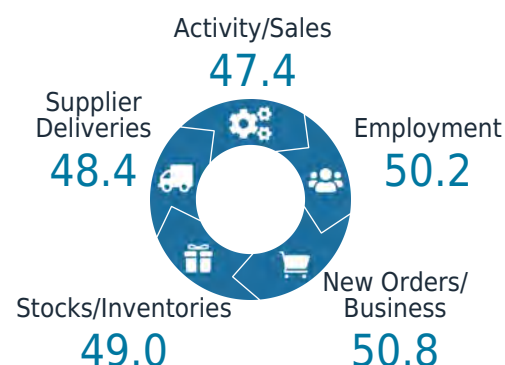 Activity/Sales
47.4
Supplier
Deliveries
48.4
Employment
50.2
Stocks/Inventories
49.0
New Orders/
Business
50.8